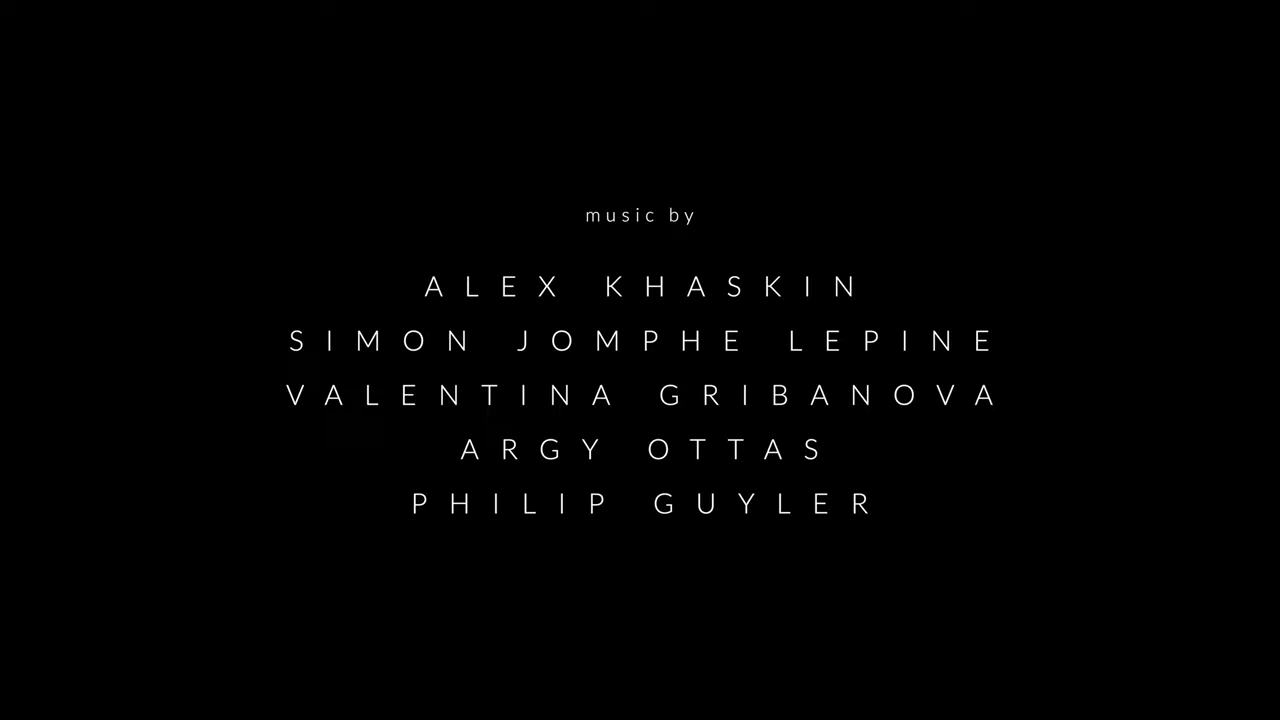 music by
ALEX KHASKIN
SIMON JOMPHE LEPINE
VALENTINA GRIBANOVA
ARGY OTTAS
PHILIP GUYLER